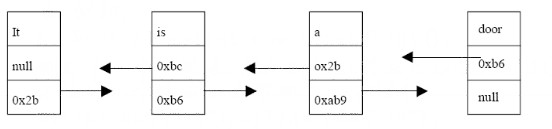 It
null
0x2b
is
0xbc
0xb6
a
ox2b
0xab9
door
0xb6
null